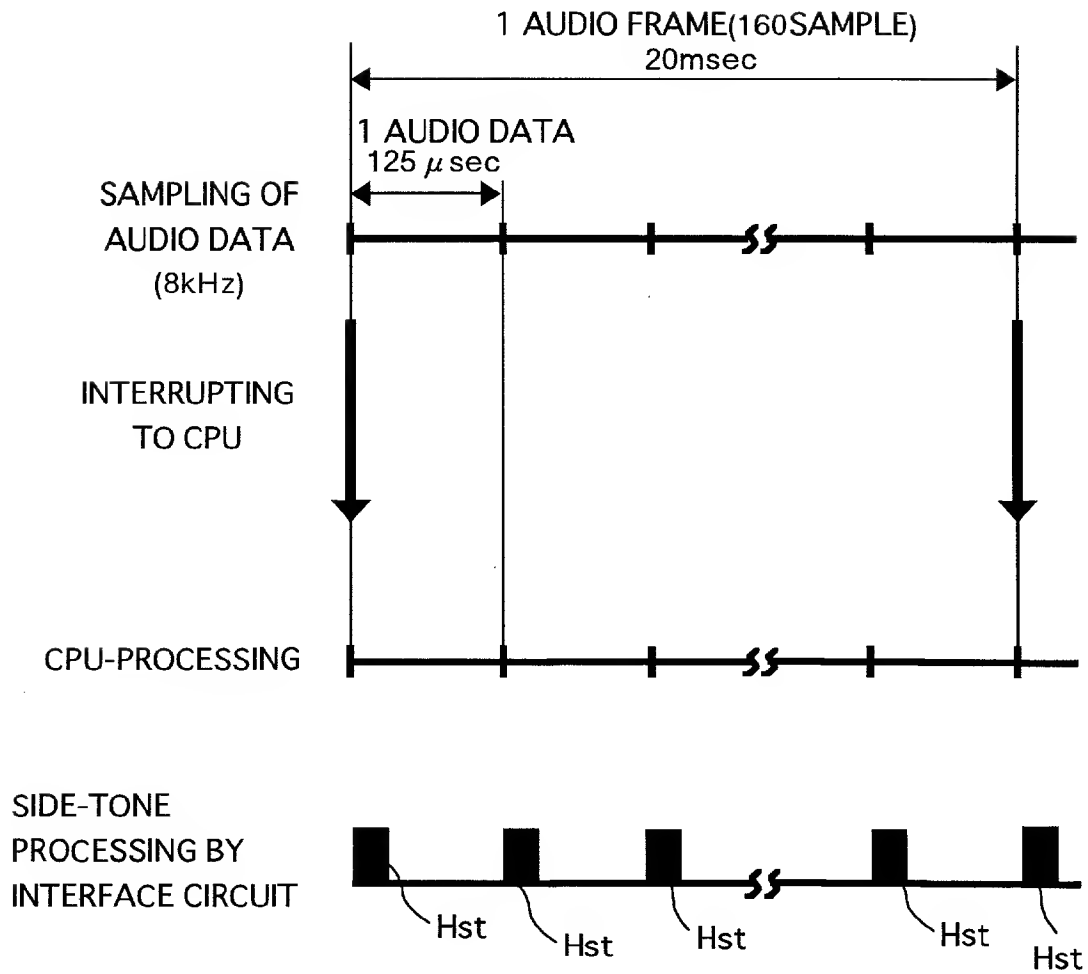 1 AUDIO FRAME(160SAMPLE)
20msec
1 AUDIO DATA
125 μsec
SAMPLING OF
AUDIO DATA
(8kHz)
INTERRUPTING
TO CPU
CPU-PROCESSING
SIDE-TONE
PROCESSING BY
INTERFACE CIRCUIT
Hst
Hst
Hst
Hst
Hst